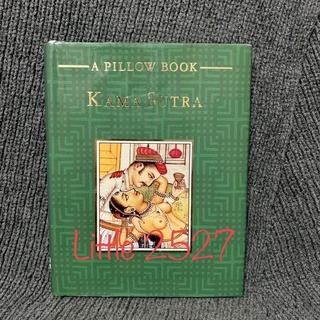 A PILLOW BOOK
KAMA SUTRA
Little 2527